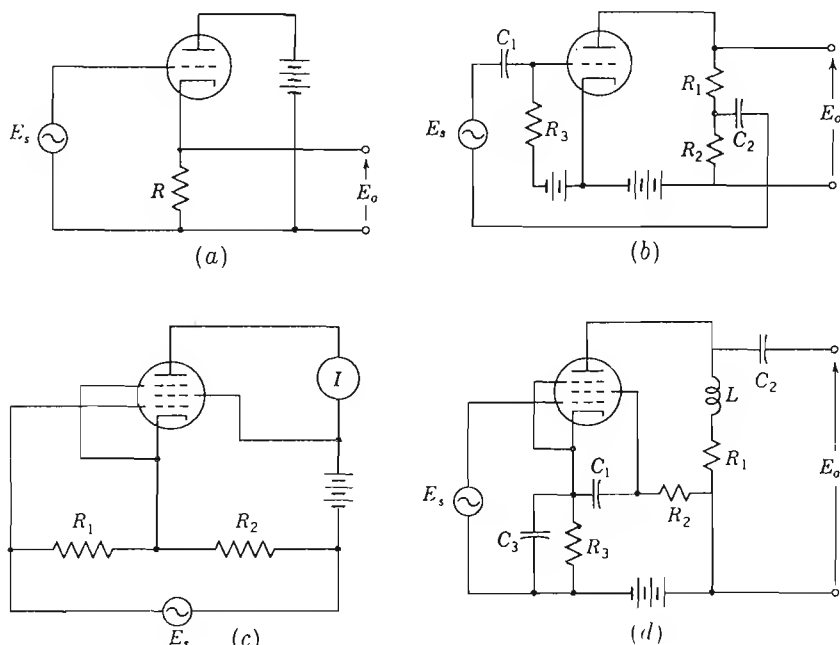 E_s
R
E_o
(a)
C_1
E_s
R_3
R_1
C_2
R_2
E_o
(b)
I
R_1
R_2
E_s
(c)
E_s
C_1
C_3
R_3
R_2
L
R_1
C_2
E_o
(d)